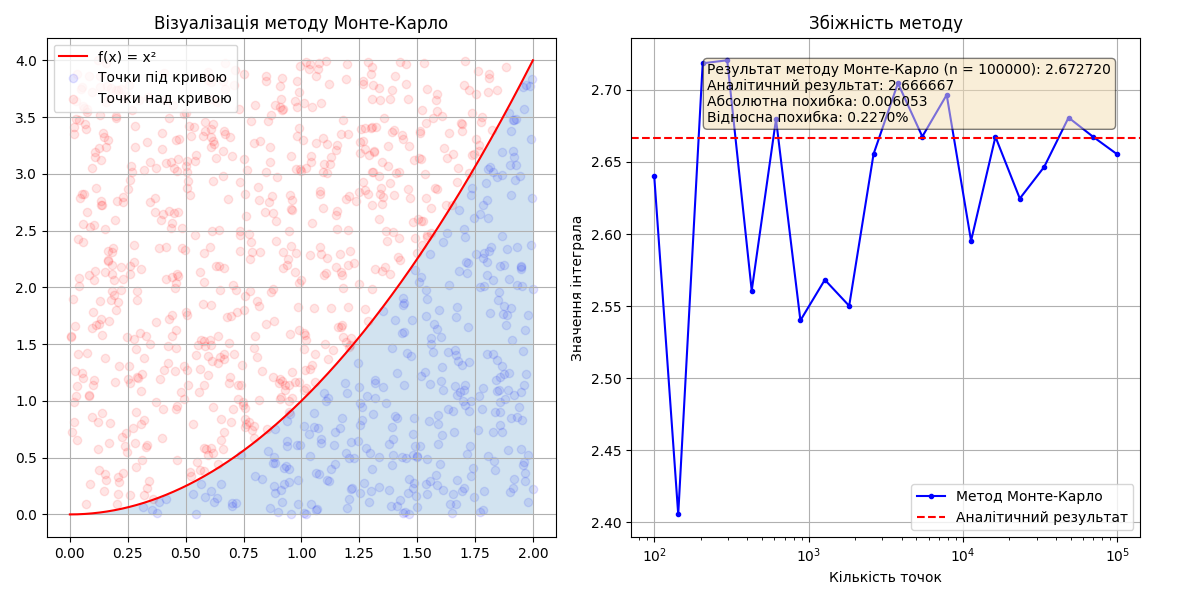 Візуалізація методу Монте-Карло
f(x) = x²
Точки під кривою
Точки над кривою
4.0
3.5
3.0
2.5
2.0
1.5
1.0
0.5
0.0
0.00 0.25 0.50 0.75 1.00 1.25 1.50 1.75 2.00
Збіжність методу
Результат методу Монте-Карло (n = 100000): 2.672720
Аналітичний результат: 2.666667
Абсолютна похибка: 0.006053
Відносна похибка: 0.2270%
Значення інтеграла
2.70
2.65
2.60
2.55
2.50
2.45
2.40
Метод Монте-Карло
Аналітичний результат
10² 10³ 10⁴ 10⁵
Кількість точок